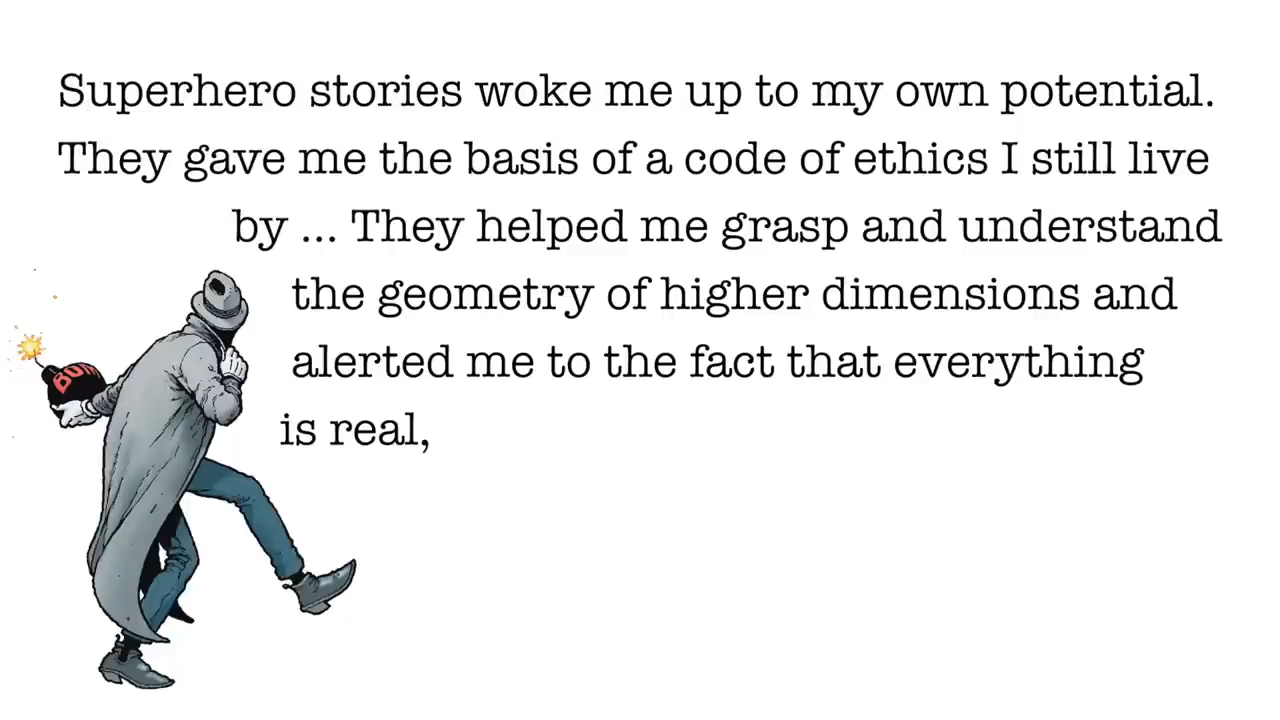 Superhero stories woke me up to my own potential.
They gave me the basis of a code of ethics I still live
by ... They helped me grasp and understand
the geometry of higher dimensions and
alerted me to the fact that everything
is real,